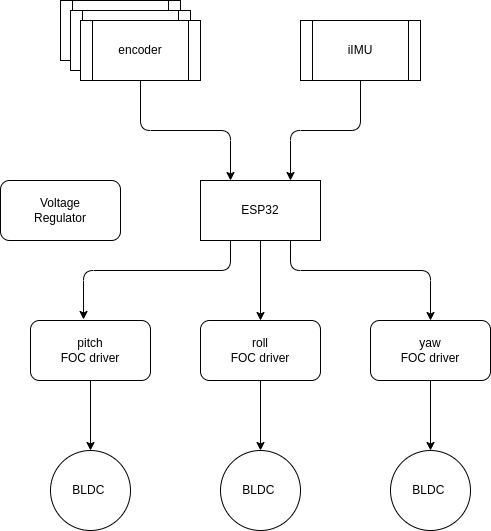 encoder
iIMU
Voltage
Regulator
ESP32
pitch
FOC driver
roll
FOC driver
yaw
FOC driver
BLDC
BLDC
BLDC